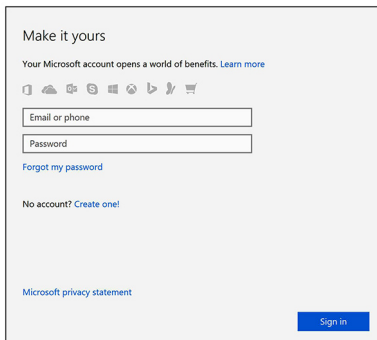 Make it yours
Your Microsoft account opens a world of benefits. Learn more
Email or phone
Password
Forgot my password
No account? Create one!
Microsoft privacy statement
Sign in